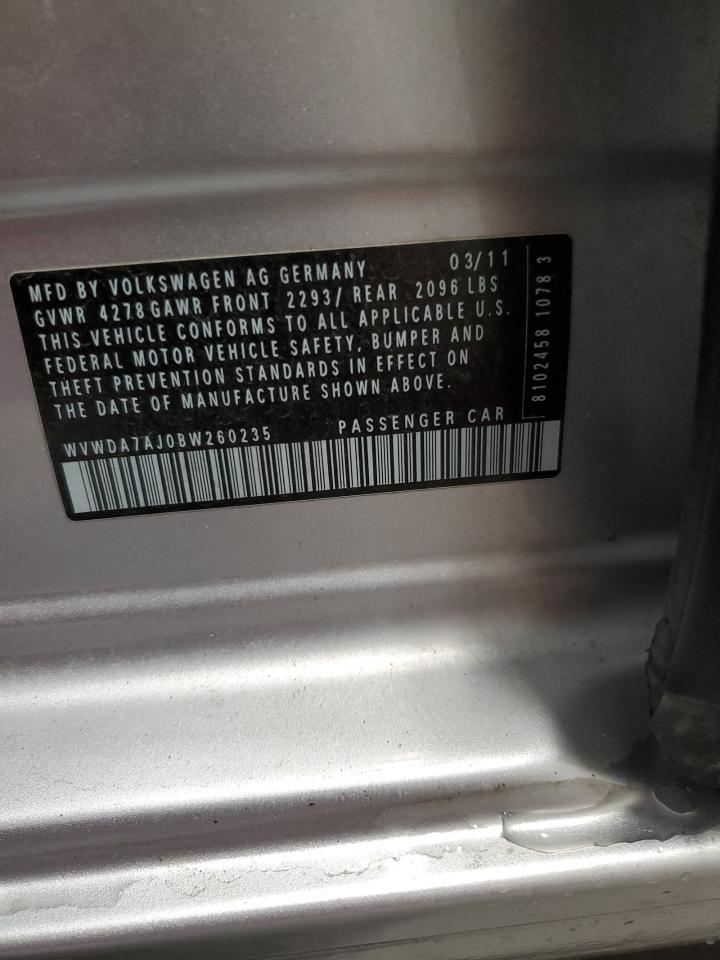 MFD BY VOLKSWAGEN AG GERMANY 03/11
GVWR 4278 GAWR FRONT 2293/ REAR 2096 LBS
THIS VEHICLE CONFORMS TO ALL APPLICABLE U.S.
FEDERAL MOTOR VEHICLE SAFETY, BUMPER AND
THEFT PREVENTION STANDARDS IN EFFECT ON
THE DATE OF MANUFACTURE SHOWN ABOVE.
WVWDA7AJ0BW260235 PASSENGER CAR
8102458 1078 3